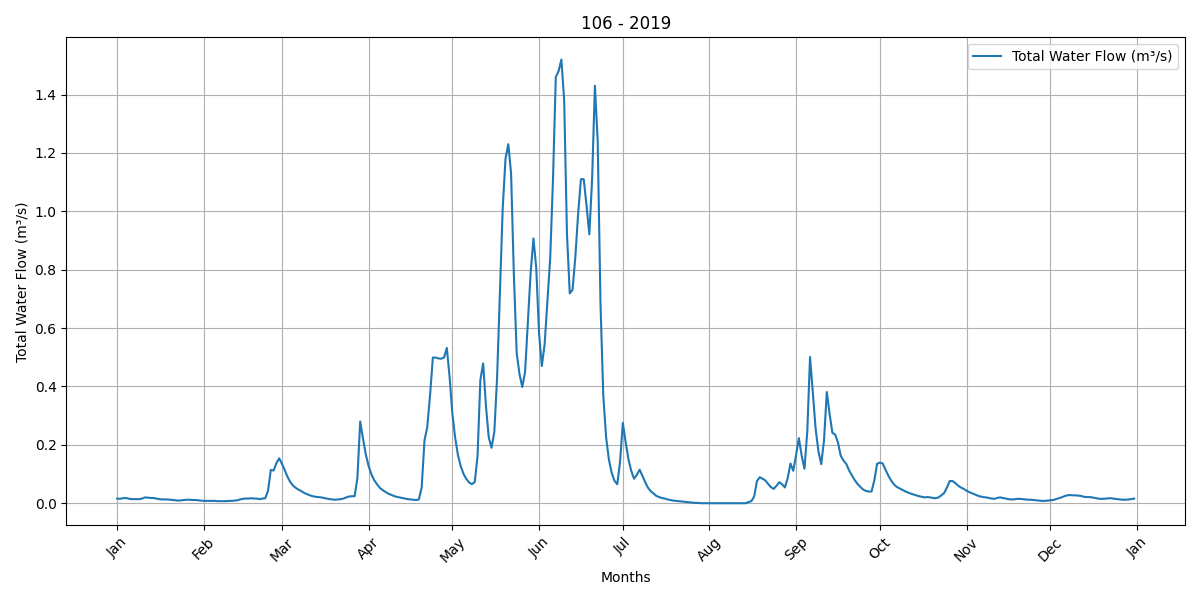 106 - 2019
Total Water Flow (m³/s)
Total Water Flow (m³/s)
1.4
1.2
1.0
0.8
0.6
0.4
0.2
0.0
Jan Feb Mar Apr May Jun Jul Aug Sep Oct Nov Dec Jan
Months